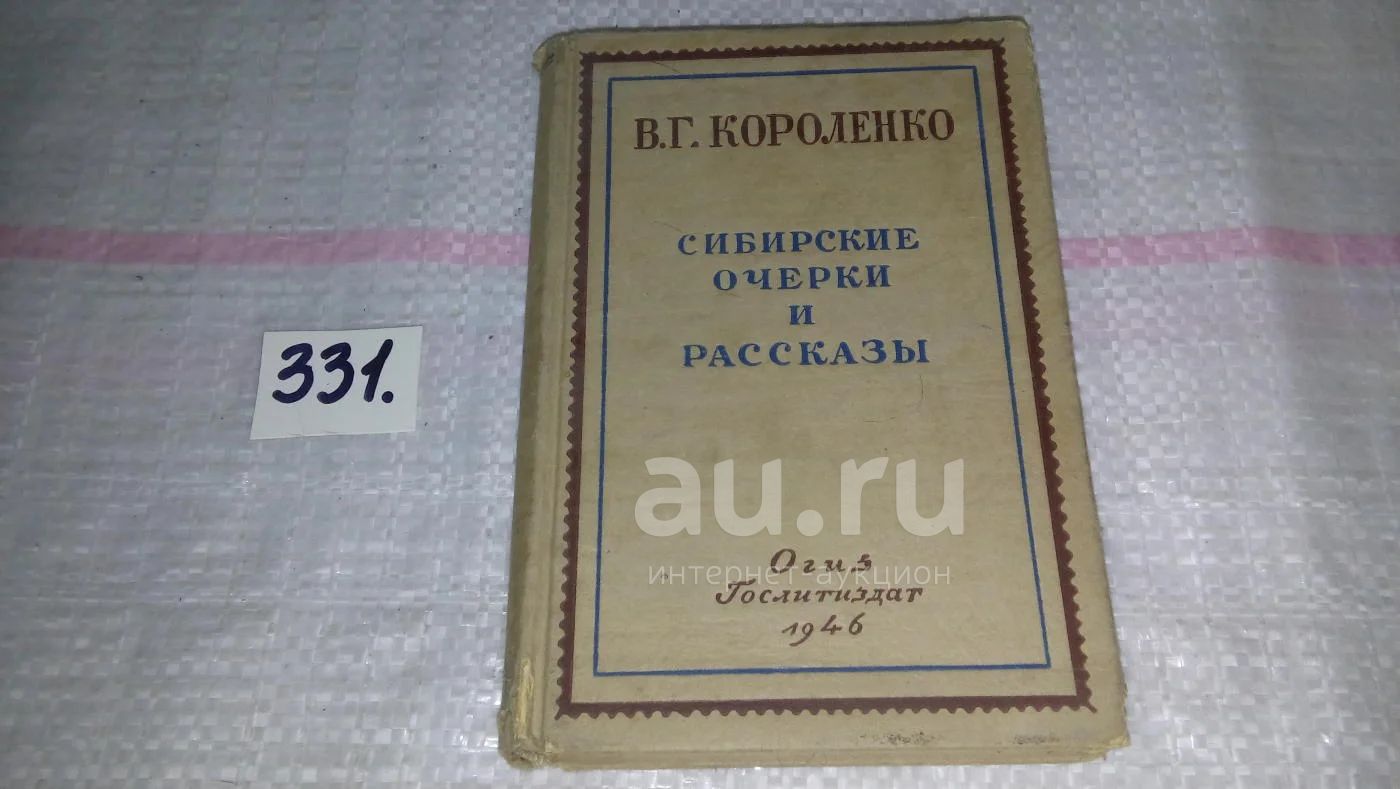 В.Г. КОРОЛЕНКО
СИБИРСКИЕ
ОЧЕРКИ
И
РАССКАЗЫ
331.
au.ru
интернет-аукцион
Огиз
Гослитиздат
1946